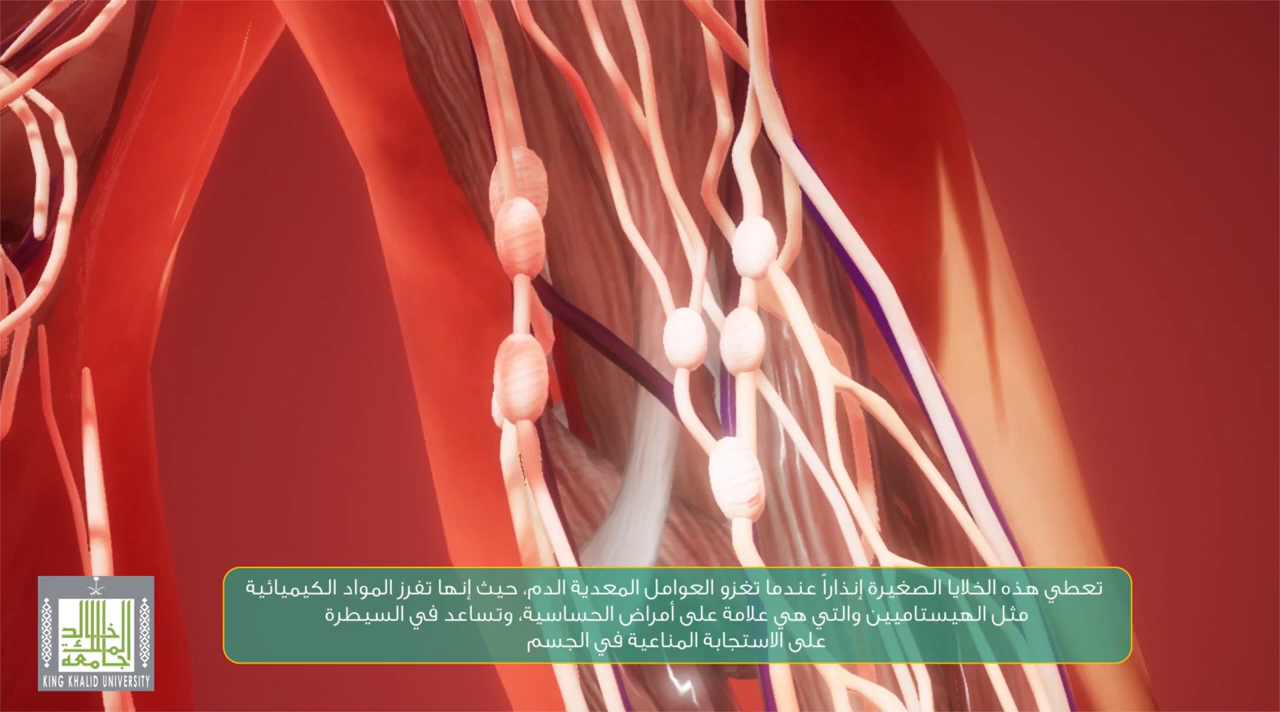 تعطي هذه الخلايا الصغيرة إنذاراً عندما تغزو العوامل المعدية الدم، حيث إنها تفرز المواد الكيميائية
مثل الهيستاميين والتي هي علامة على أمراض الحساسية، وتساعد في السيطرة
على الاستجابة المناعية في الجسم
جامعة
الملك
خالد
KING KHALID UNIVERSITY